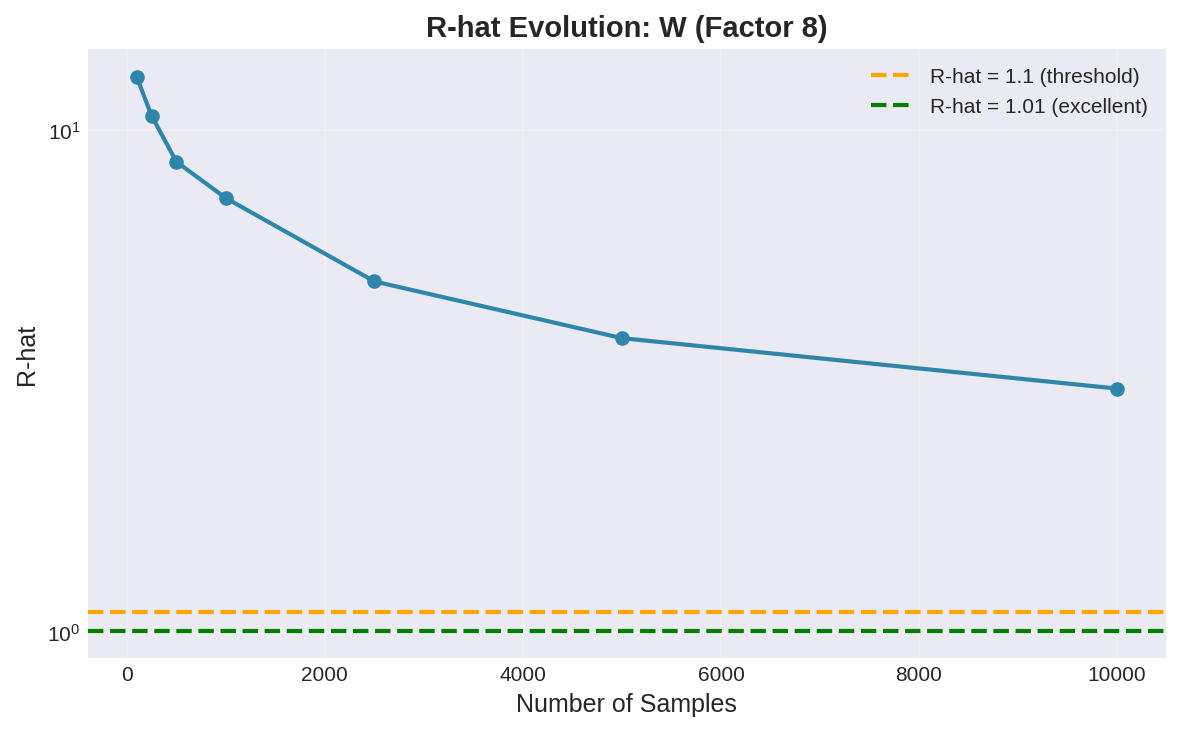 R-hat Evolution: W (Factor 8)
R-hat = 1.1 (threshold)
R-hat = 1.01 (excellent)
10¹
10⁰
R-hat
0 2000 4000 6000 8000 10000
Number of Samples